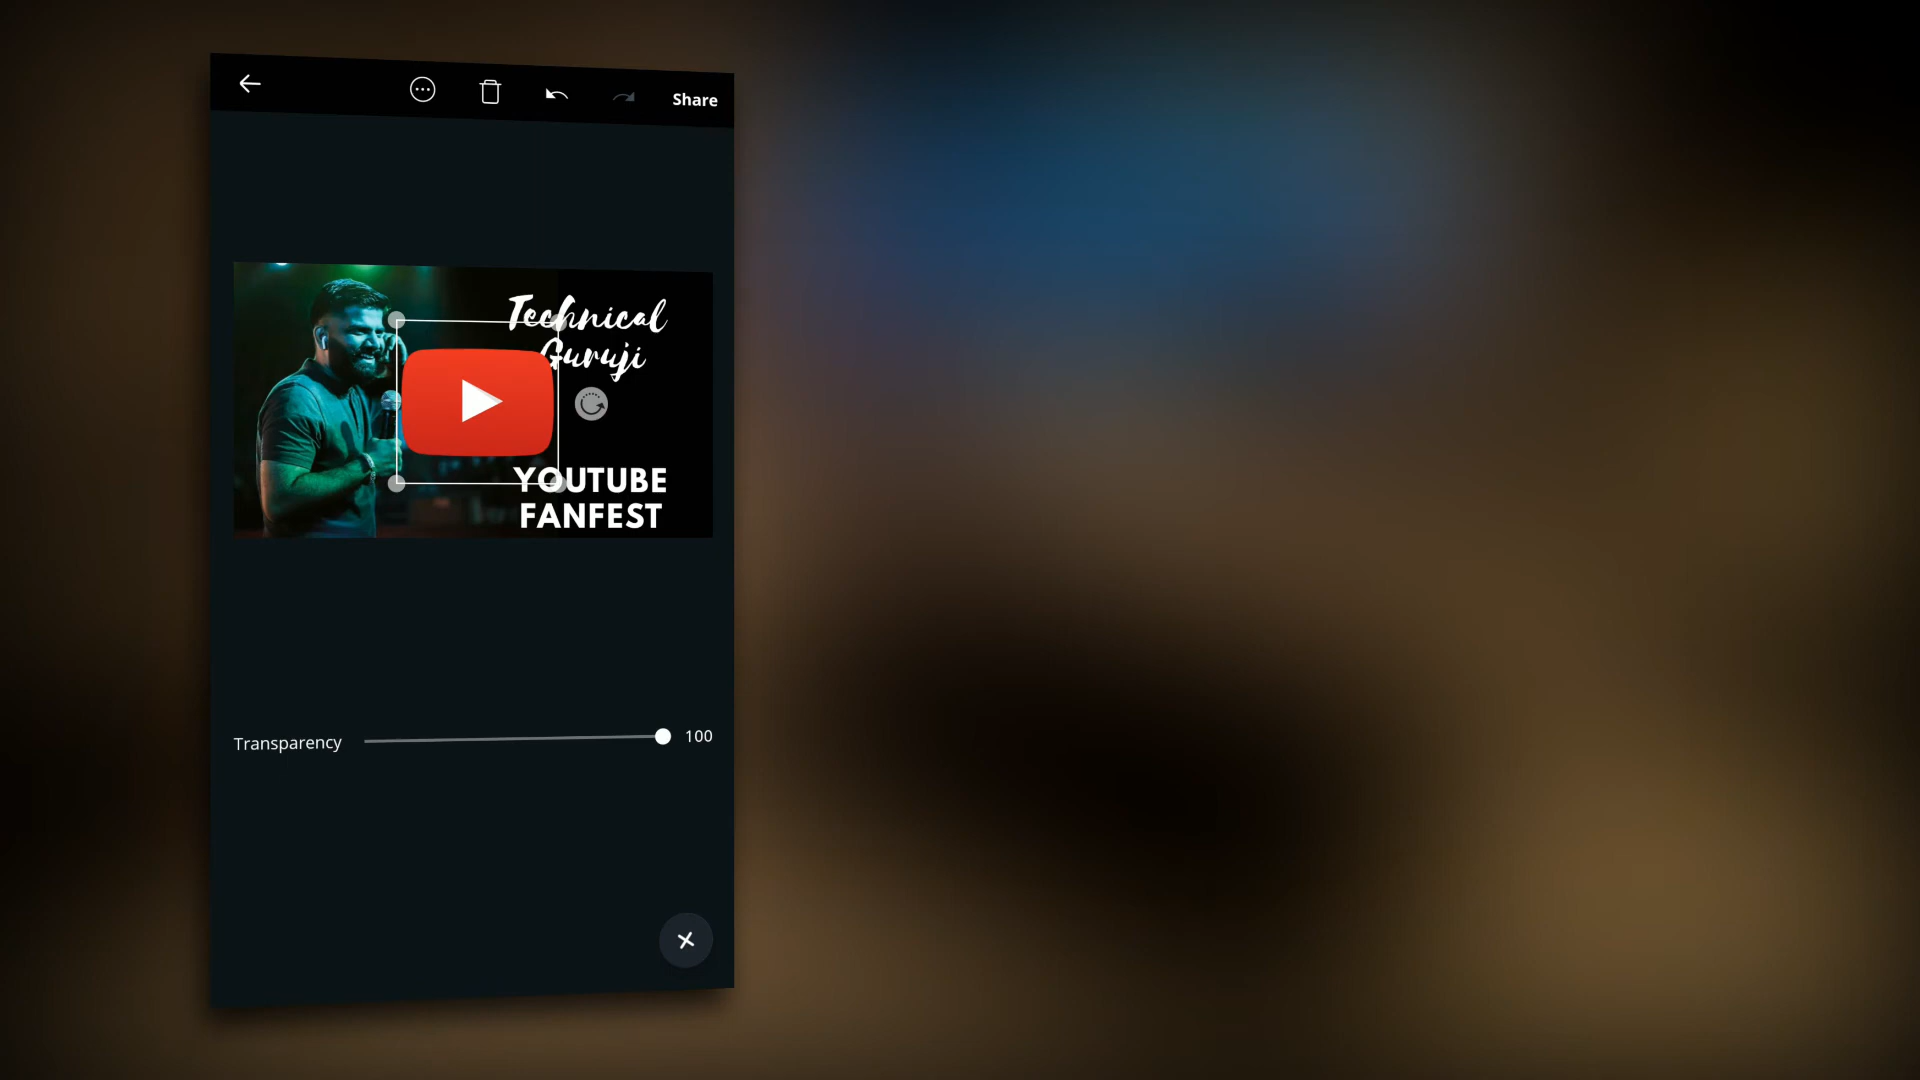 Share
Technical
Guruji
YOUTUBE
FANFEST
Transparency 100